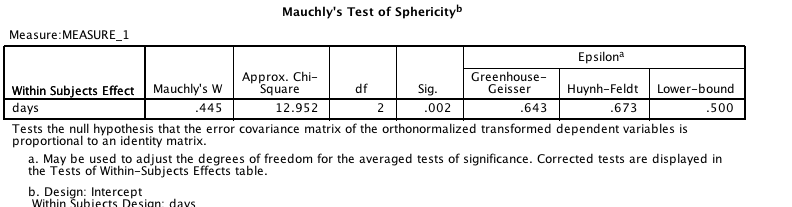 Mauchly's Test of Sphericityb
Measure:MEASURE_1
Epsilona
Approx. Chi- Greenhouse-
Within Subjects Effect Mauchly's W Square df Sig. Geisser Huynh-Feldt Lower-bound
days .445 12.952 2 .002 .643 .673 .500
Tests the null hypothesis that the error covariance matrix of the orthonormalized transformed dependent variables is
proportional to an identity matrix.
a. May be used to adjust the degrees of freedom for the averaged tests of significance. Corrected tests are displayed in
the Tests of Within-Subjects Effects table.
b. Design: Intercept
Within Subjects Design: days